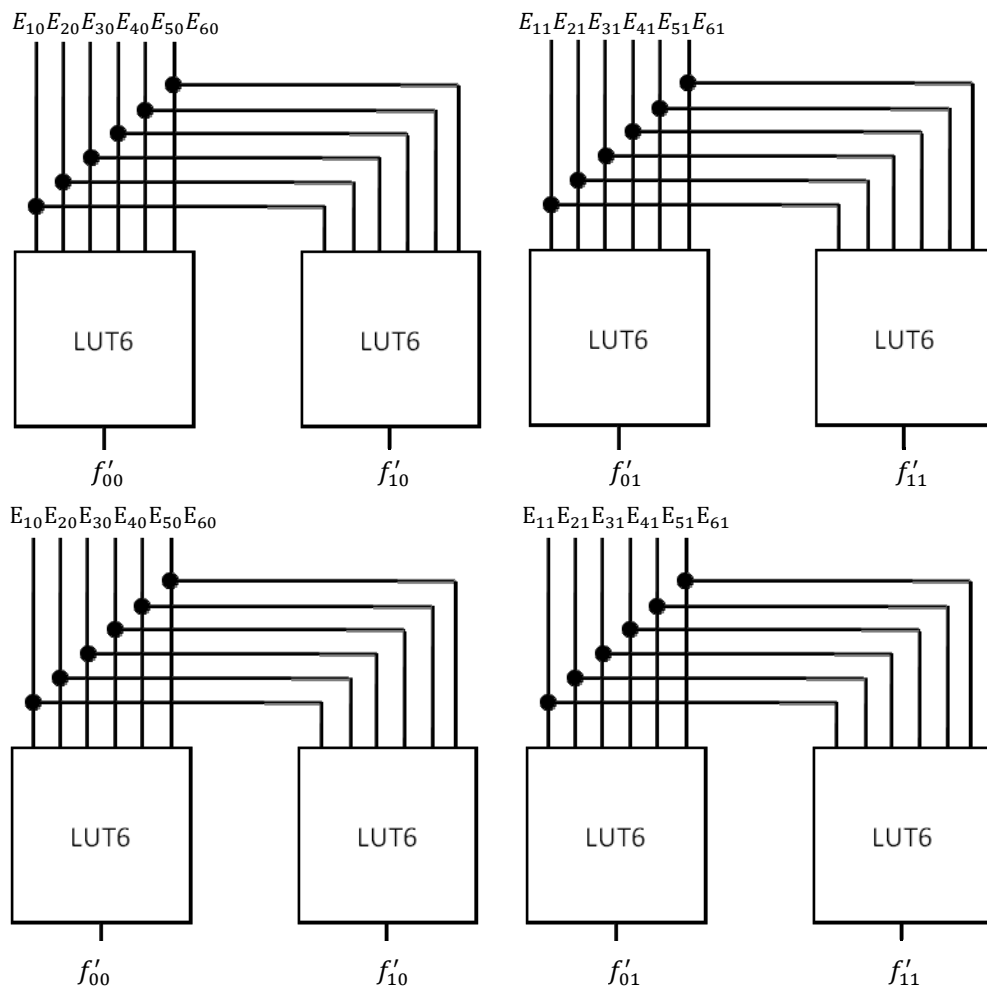 E₁₀E₂₀E₃₀E₄₀E₅₀E₆₀ E₁₁E₂₁E₃₁E₄₁E₅₁E₆₁
LUT6 LUT6 LUT6 LUT6
f′₀₀ f′₁₀ f′₀₁ f′₁₁
E₁₀E₂₀E₃₀E₄₀E₅₀E₆₀ E₁₁E₂₁E₃₁E₄₁E₅₁E₆₁
LUT6 LUT6 LUT6 LUT6
f′₀₀ f′₁₀ f′₀₁ f′₁₁